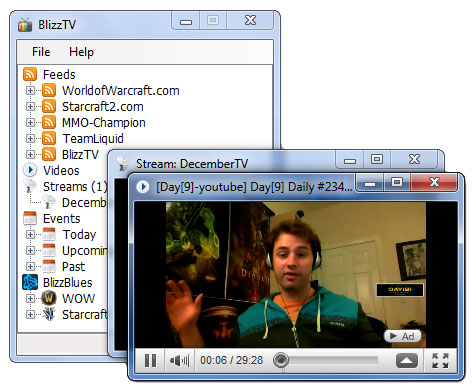 BlizzTV
File Help
Feeds
WorldofWarcraft.com
Starcraft2.com
MMO-Champion
TeamLiquid
BlizzTV
Videos
Streams (1)
Decemb
Events
Today
Upcomin
Past
BlizzBlues
WOW
Starcraft
BlizzTV
Stream: DecemberTV
[Day[9]-youtube] Day[9] Daily #234...
DAY[9]
Ad
00:06 / 29:28